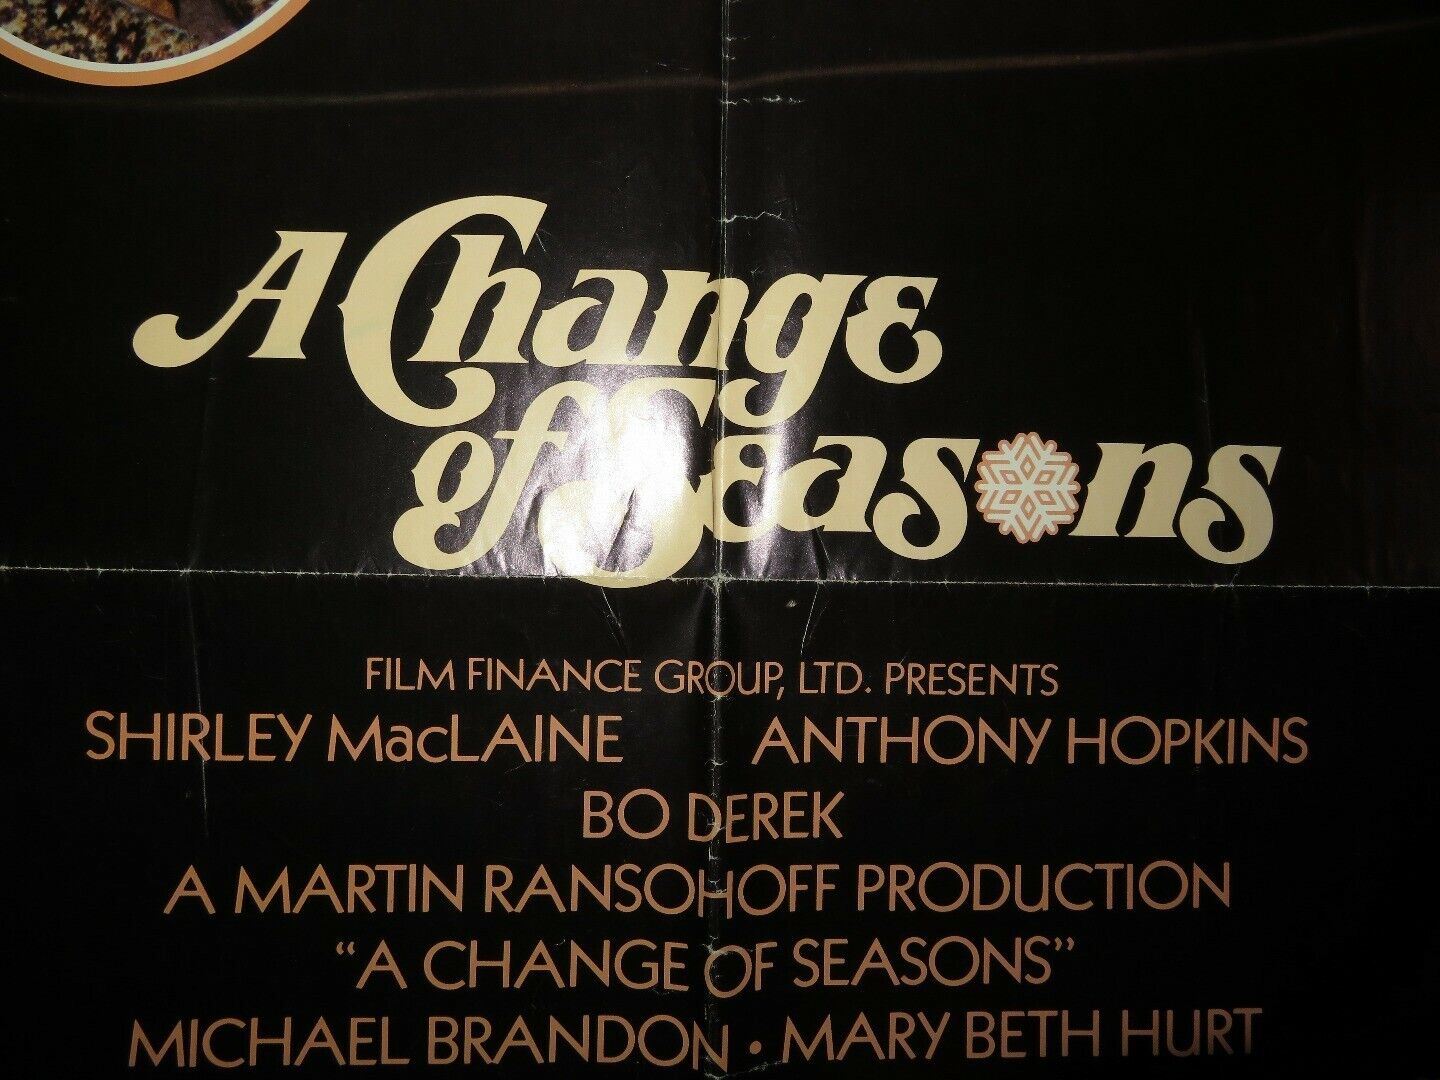 A Change
of Seasons
FILM FINANCE GROUP, LTD. PRESENTS
SHIRLEY MacLAINE ANTHONY HOPKINS
BO DEREK
A MARTIN RANSOHOFF PRODUCTION
"A CHANGE OF SEASONS"
MICHAEL BRANDON • MARY BETH HURT